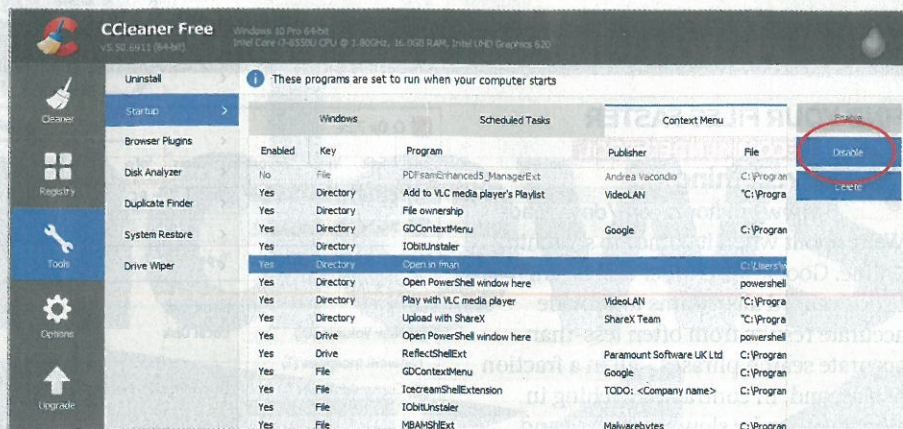 CCleaner Free
v5.50.6911 (64-bit)
Windows 10 Pro 64-bit
Intel Core i7-8550U CPU @ 1.80GHz, 16.0GB RAM, Intel UHD Graphics 620
Cleaner
Registry
Tools
Options
Upgrade
Uninstall
Startup
Browser Plugins
Disk Analyzer
Duplicate Finder
System Restore
Drive Wiper
These programs are set to run when your computer starts
Windows Scheduled Tasks Context Menu
Enabled Key Program Publisher File
No File PDFsamEnhanced5_ManagerExt Andrea Vacondio C:\Progran
Yes Directory Add to VLC media player's Playlist VideoLAN "C:\Progra
Yes Directory File ownership
Yes Directory GDContextMenu Google C:\Progran
Yes Directory IObitUnstaler
Yes Directory Open in fman C:\Users\
Yes Directory Open PowerShell window here powershell
Yes Directory Play with VLC media player VideoLAN "C:\Progra
Yes Directory Upload with ShareX ShareX Team "C:\Progra
Yes Drive Open PowerShell window here powershell
Yes Drive ReflectShellExt Paramount Software UK Ltd C:\Progran
Yes File GDContextMenu Google C:\Progran
Yes File IcecreamShellExtension TODO: <Company name> C:\Progran
Yes File IObitUnstaler
Yes File MBAMShlExt Malwarebytes C:\Progran
Enable
Disable
Delete